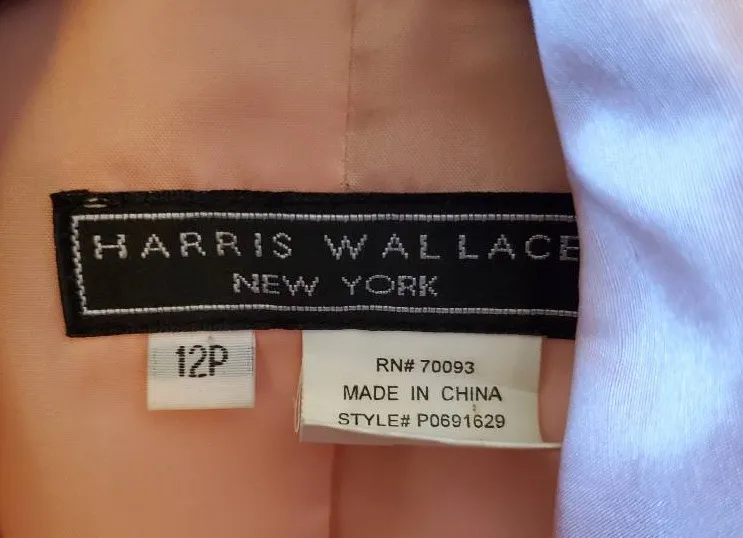 HARRIS WALLACE
NEW YORK
12P
RN# 70093
MADE IN CHINA
STYLE# P0691629